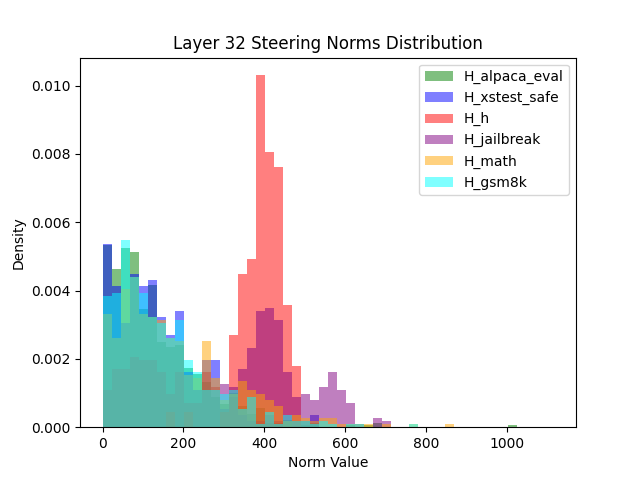 Layer 32 Steering Norms Distribution
H_alpaca_eval
H_xstest_safe
H_h
H_jailbreak
H_math
H_gsm8k
Density
0.010
0.008
0.006
0.004
0.002
0.000
0
200
400
600
800
1000
Norm Value